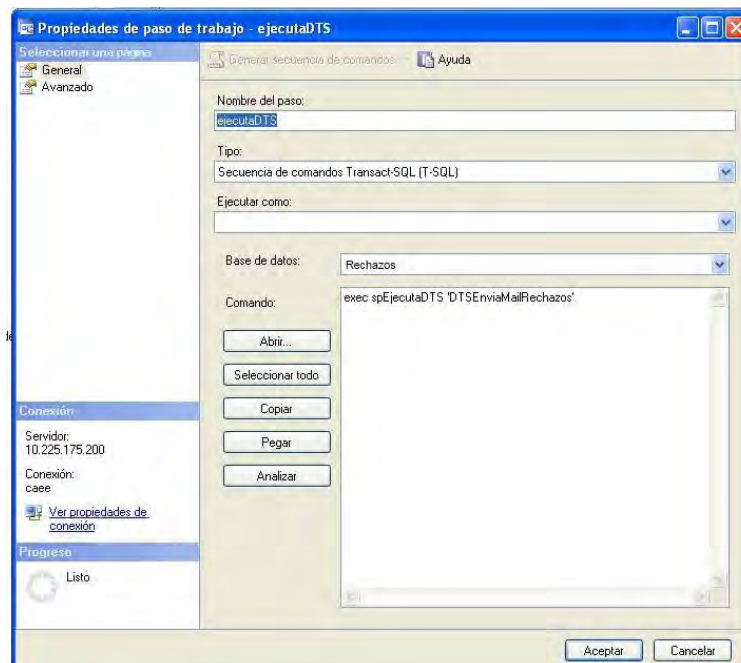 Propiedades de paso de trabajo - ejecutaDTS
Seleccionar una página
General
Avanzado
Generar secuencia de comandos
Ayuda
Nombre del paso:
ejecutaDTS
Tipo:
Secuencia de comandos Transact-SQL (T-SQL)
Ejecutar como:
Base de datos:
Rechazos
Comando:
exec spEjecutaDTS 'DTSEnviaMailRechazos'
Abrir...
Seleccionar todo
Copiar
Pegar
Analizar
Conexión
Servidor:
10.225.175.200
Conexión:
caee
Ver propiedades de
conexión
Progreso
Listo
Aceptar
Cancelar